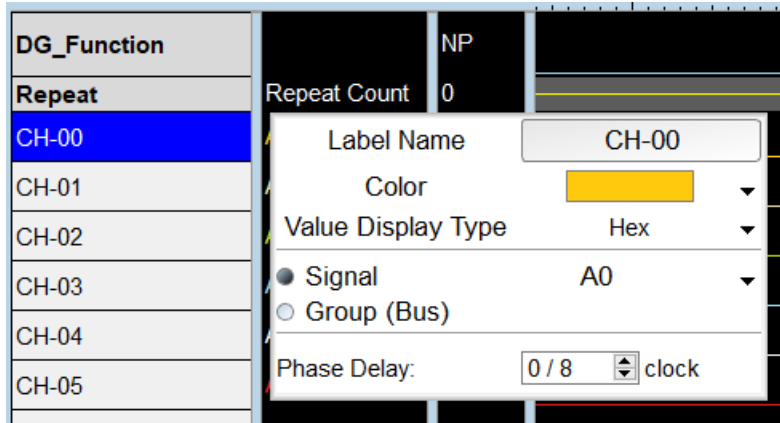 DG_Function NP
Repeat Repeat Count 0
CH-00
Label Name CH-00
CH-01
Color
CH-02
Value Display Type Hex
CH-03
Signal A0
Group (Bus)
CH-04
CH-05
Phase Delay: 0 / 8 clock